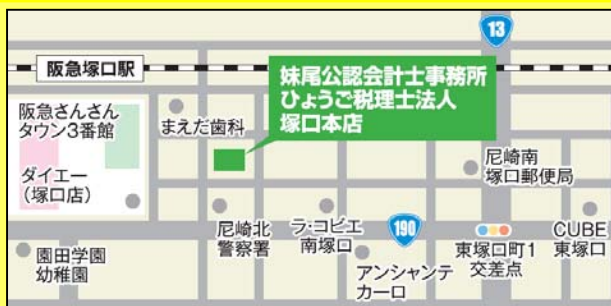 13
阪急塚口駅
妹尾公認会計士事務所
ひょうご税理士法人
塚口本店
阪急さんさん
タウン3番館
まえだ歯科
ダイエー
(塚口店)
尼崎南
塚口郵便局
尼崎北
警察署
ラ・コピエ
南塚口
190
東塚口町1
交差点
CUBE
東塚口
園田学園
幼稚園
アンシャンテ
カーロ